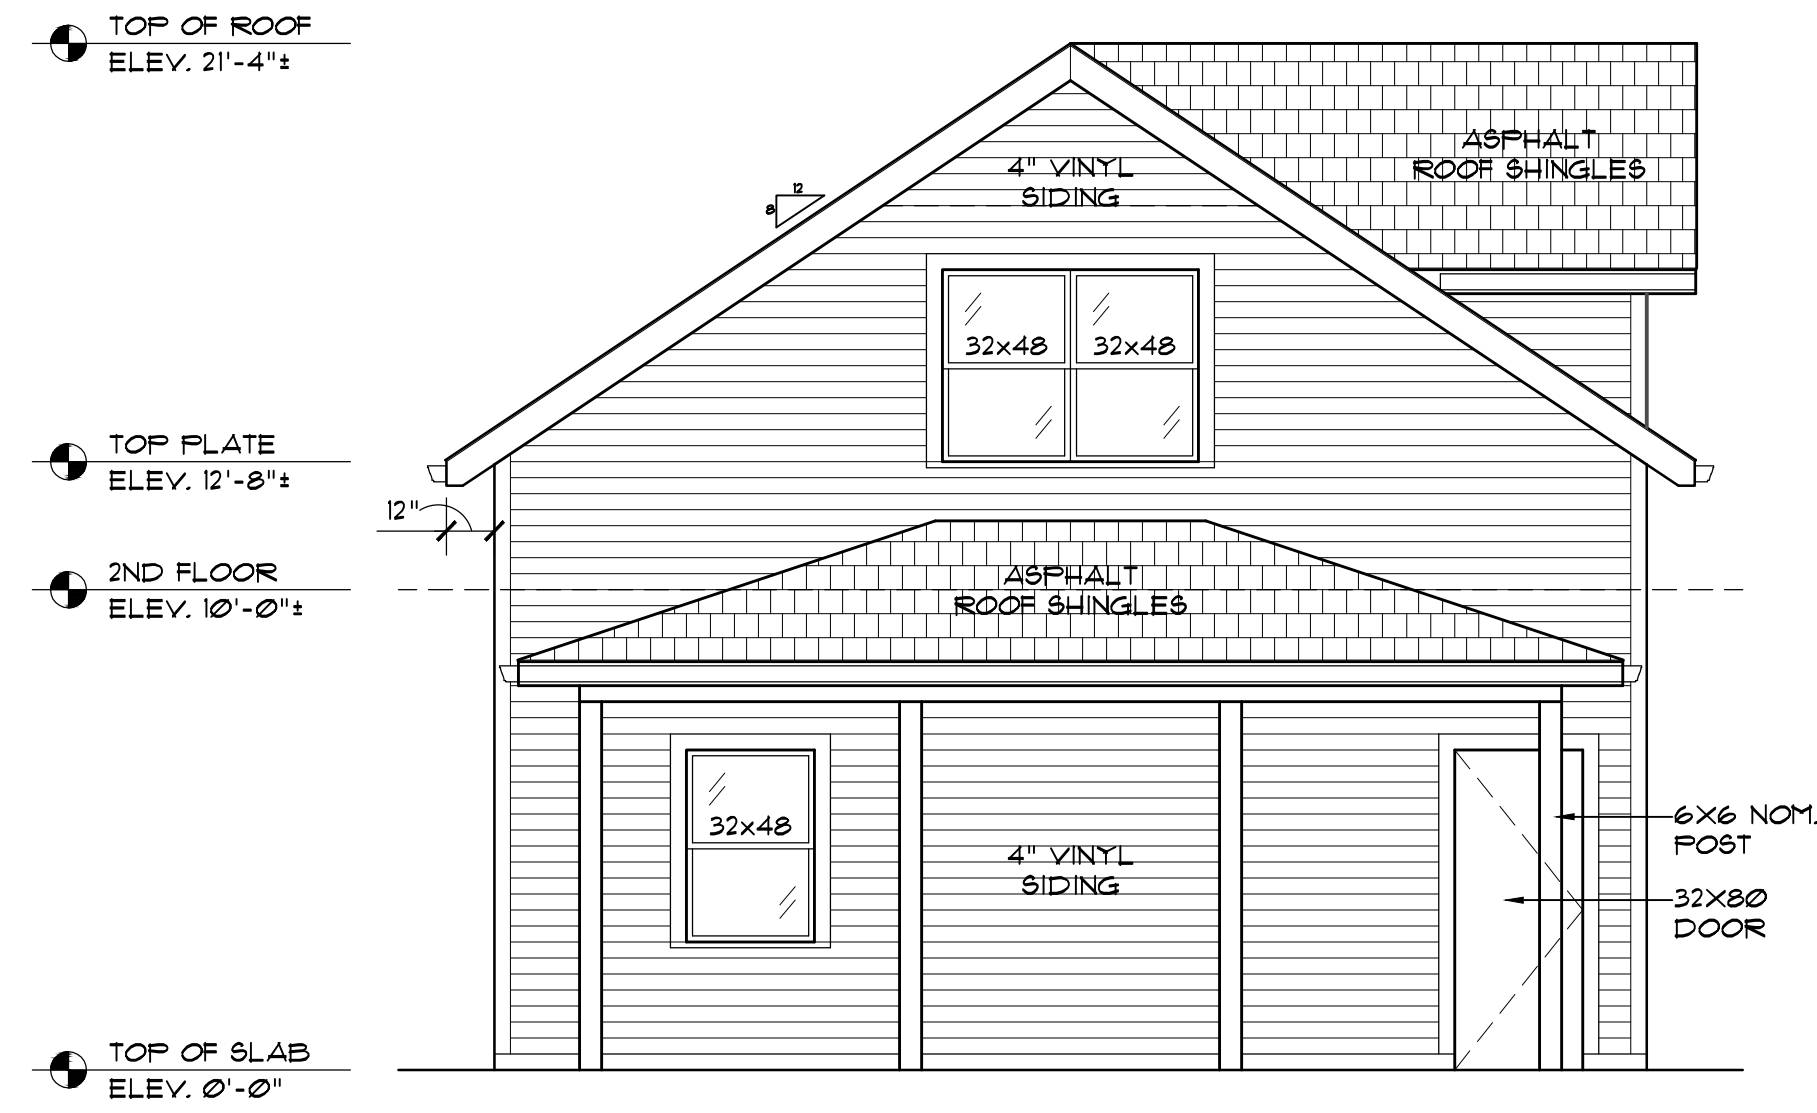 TOP OF ROOF
ELEV. 21'-4"±
ASPHALT
ROOF SHINGLES
4" VINYL
SIDING
12
8
32x48
32x48
TOP PLATE
ELEV. 12'-8"±
12"
2ND FLOOR
ELEV. 10'-0"±
ASPHALT
ROOF SHINGLES
32x48
4" VINYL
SIDING
6X6 NOM.
POST
32X80
DOOR
TOP OF SLAB
ELEV. 0'-0"